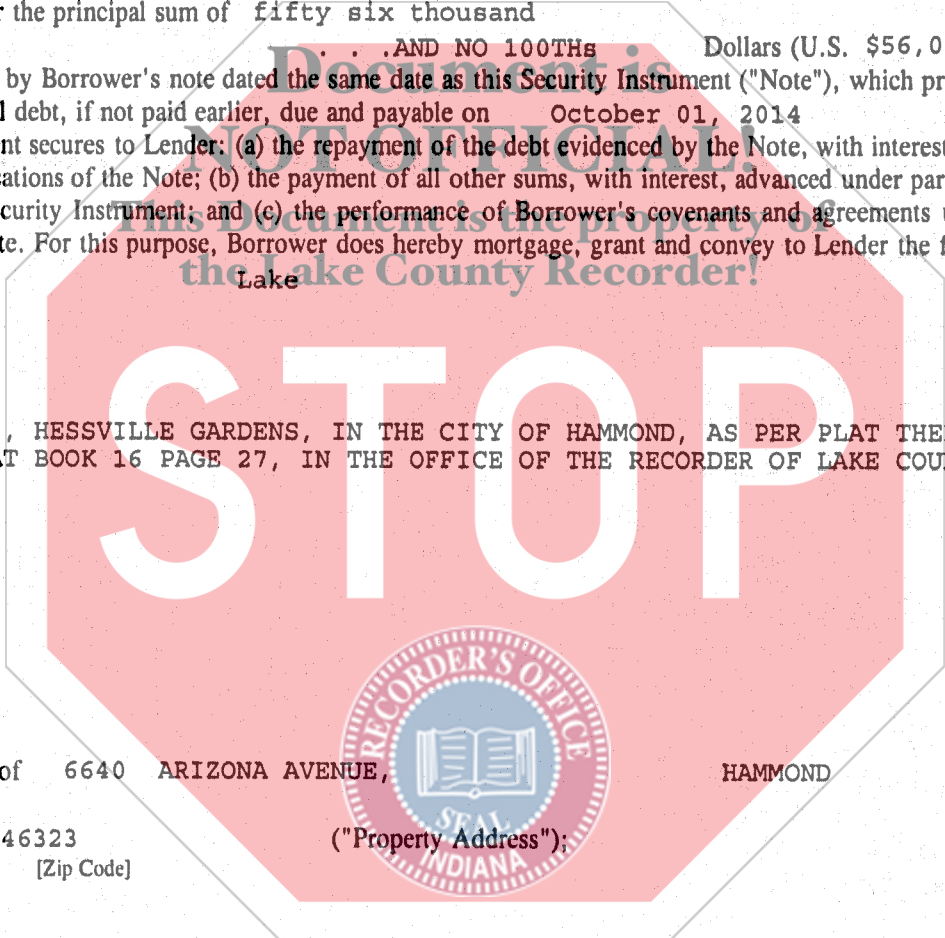 r the principal sum of fifty six thousand
. . .AND NO 100THs Dollars (U.S. $56,0
Document is
by Borrower's note dated the same date as this Security Instrument ("Note"), which pr
l debt, if not paid earlier, due and payable on October 01, 2014
NOT OFFICIAL!
nt secures to Lender: (a) the repayment of the debt evidenced by the Note, with interest
ations of the Note; (b) the payment of all other sums, with interest, advanced under par
This Document is the property of
curity Instrument; and (c) the performance of Borrower's covenants and agreements
te. For this purpose, Borrower does hereby mortgage, grant and convey to Lender the f
the Lake County Recorder!
Lake
STOP
, HESSVILLE GARDENS, IN THE CITY OF HAMMOND, AS PER PLAT THE
AT BOOK 16 PAGE 27, IN THE OFFICE OF THE RECORDER OF LAKE COU
RECORDER'S OFFICE
of 6640 ARIZONA AVENUE, HAMMOND
SEAL
46323 ("Property Address");
INDIANA
[Zip Code]